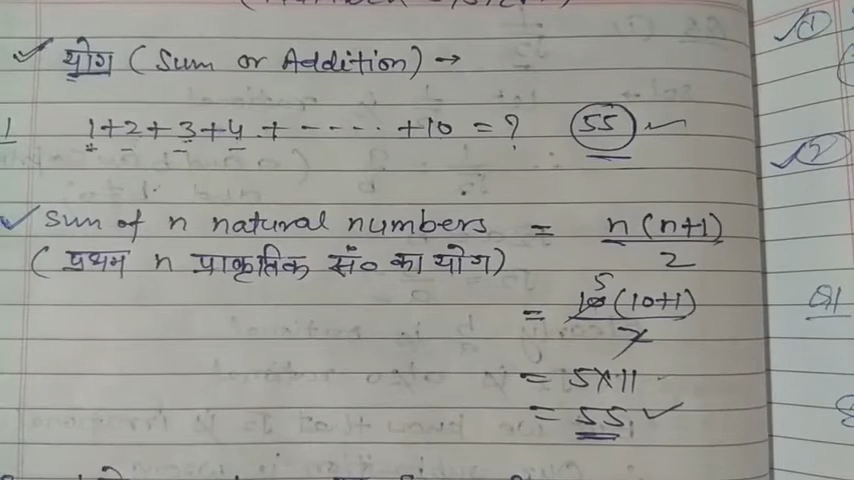 योग (Sum or Addition) →
1 1+2+3+4+-----+10 = ? 55
Sum of n natural numbers = n(n+1)/2
(प्रथम n प्राकृतिक सं० का योग)
= 10 5 (10+1)/2
= 5×11
= 55